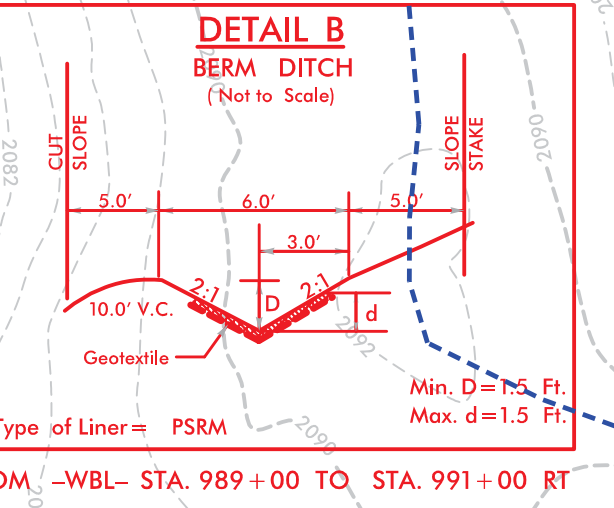 DETAIL B
BERM DITCH
( Not to Scale)
CUT
SLOPE
SLOPE
STAKE
5.0'
6.0'
5.0'
3.0'
2:1
2:1
D
d
10.0' V.C.
Geotextile
Min. D=1.5 Ft.
Max. d=1.5 Ft.
Type of Liner= PSRM
-WBL- STA. 989+00 TO STA. 991+00 RT
2082
2090
2090
2092
2090